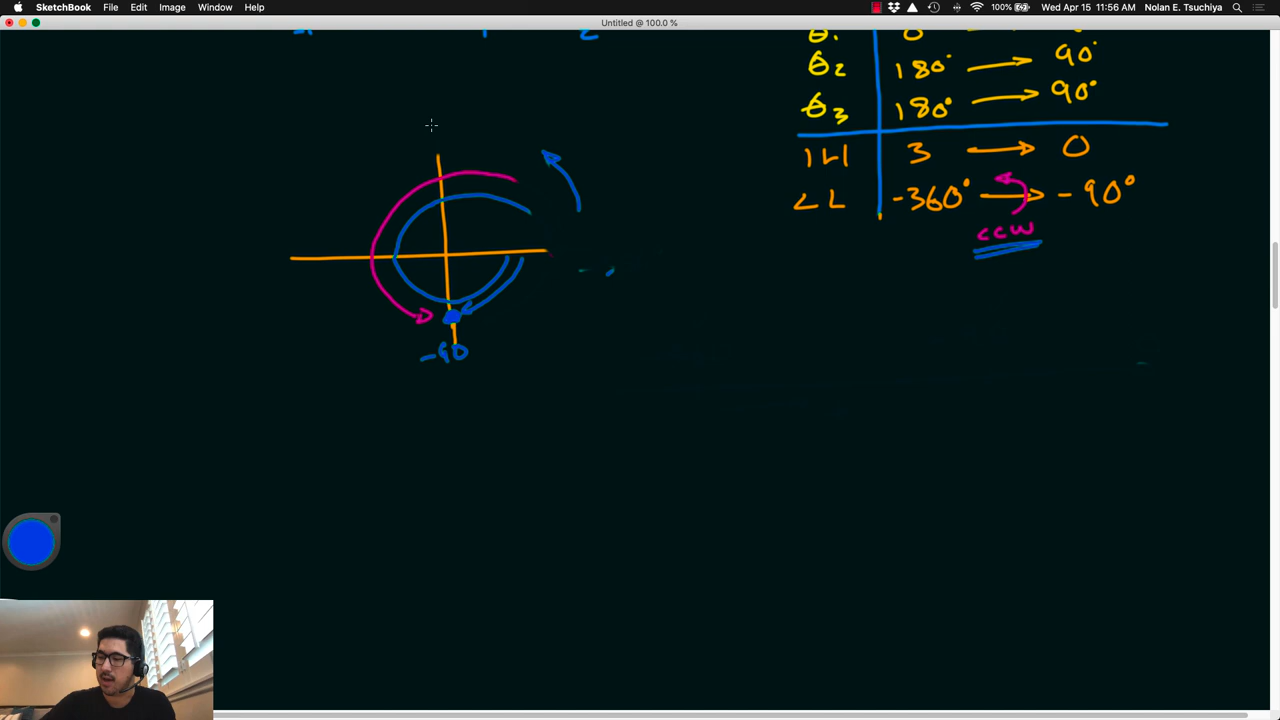 SketchBook File Edit Image Window Help 100% Wed Apr 15 11:56 AM Nolan E. Tsuchiya
Untitled @ 100.0 %
θ2 180° → 90°
θ3 180° → 90°
|L| 3 → 0
∠L -360° → -90°
CCW
-90